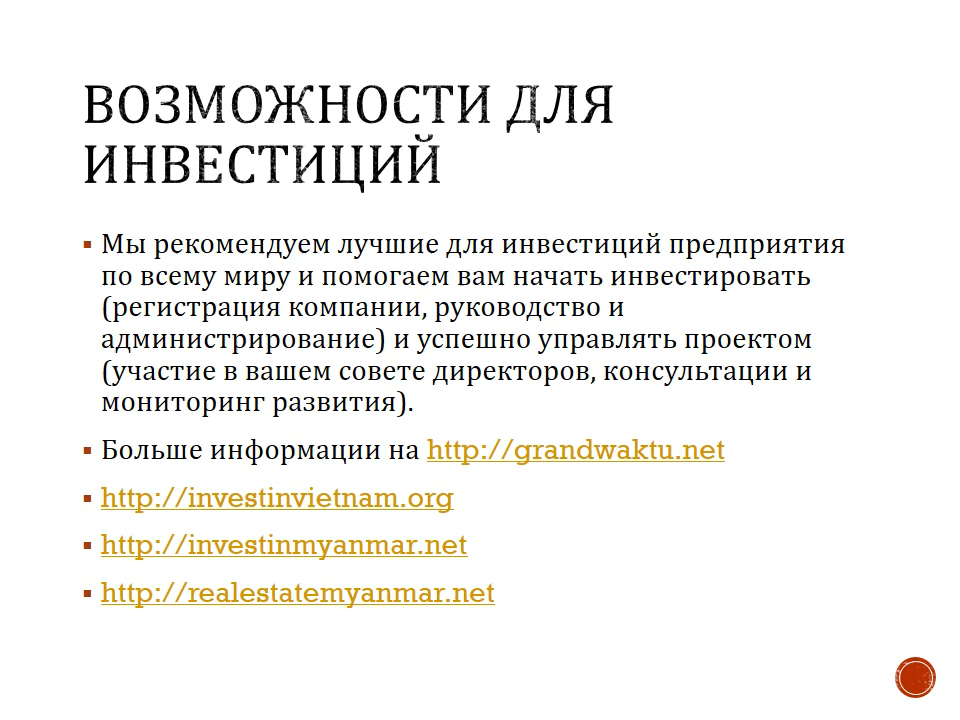 ВОЗМОЖНОСТИ ДЛЯ
ИНВЕСТИЦИЙ
▪ Мы рекомендуем лучшие для инвестиций предприятия
по всему миру и помогаем вам начать инвестировать
(регистрация компании, руководство и
администрирование) и успешно управлять проектом
(участие в вашем совете директоров, консультации и
мониторинг развития).
▪ Больше информации на http://grandwaktu.net
▪ http://investinvietnam.org
▪ http://investinmyanmar.net
▪ http://realestatemyanmar.net